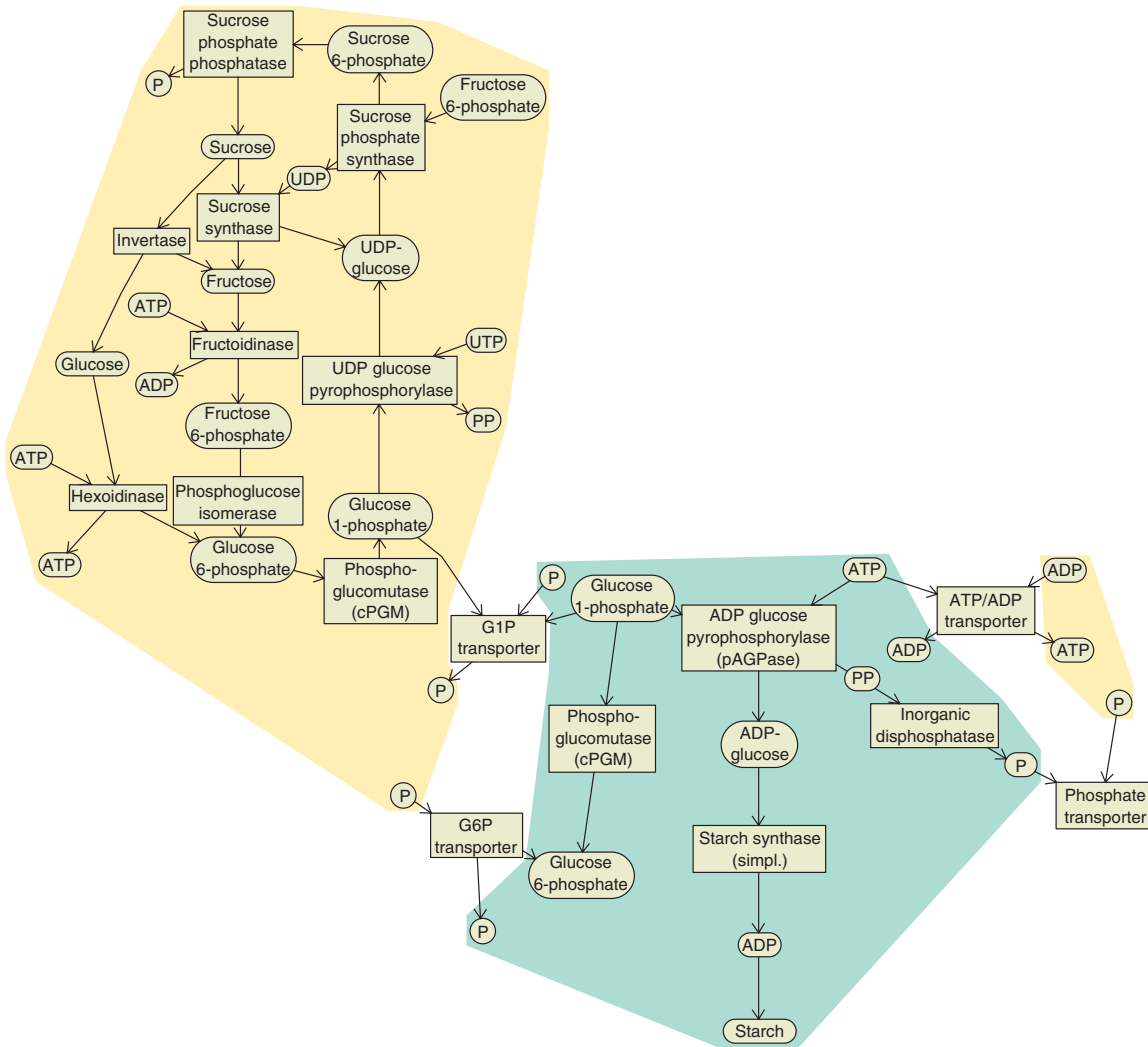 Sucrose
phosphate
phosphatase
Sucrose
6-phosphate
P
Fructose
6-phosphate
Sucrose
phosphate
synthase
Sucrose
UDP
Sucrose
synthase
Invertase
UDP-
glucose
Fructose
ATP
Fructoidinase
UTP
Glucose
ADP
UDP glucose
pyrophosphorylase
PP
Fructose
6-phosphate
ATP
Hexoidinase
Phosphoglucose
isomerase
Glucose
1-phosphate
ATP
Glucose
6-phosphate
Phospho-
glucomutase
(cPGM)
P
Glucose
1-phosphate
ATP
ADP
G1P
transporter
ADP glucose
pyrophosphorylase
(pAGPase)
ATP/ADP
transporter
ADP
ATP
P
PP
P
Phospho-
glucomutase
(cPGM)
ADP-
glucose
Inorganic
disphosphatase
P
P
Phosphate
transporter
G6P
transporter
Starch synthase
(simpl.)
Glucose
6-phosphate
P
ADP
Starch